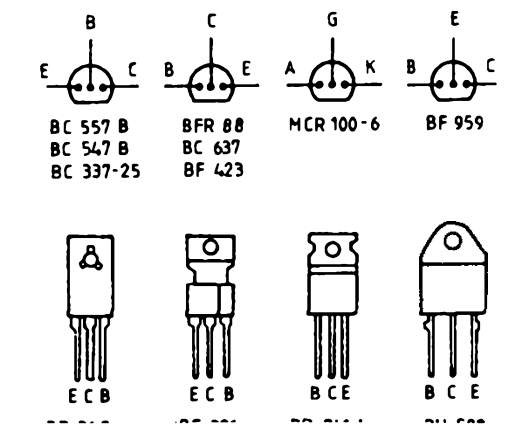 B C G E
E C B E A K B C
BC 557 B BFR 88 MCR 100-6 BF 959
BC 547 B BC 637
BC 337-25 BF 423
E C B E C B B C E B C E